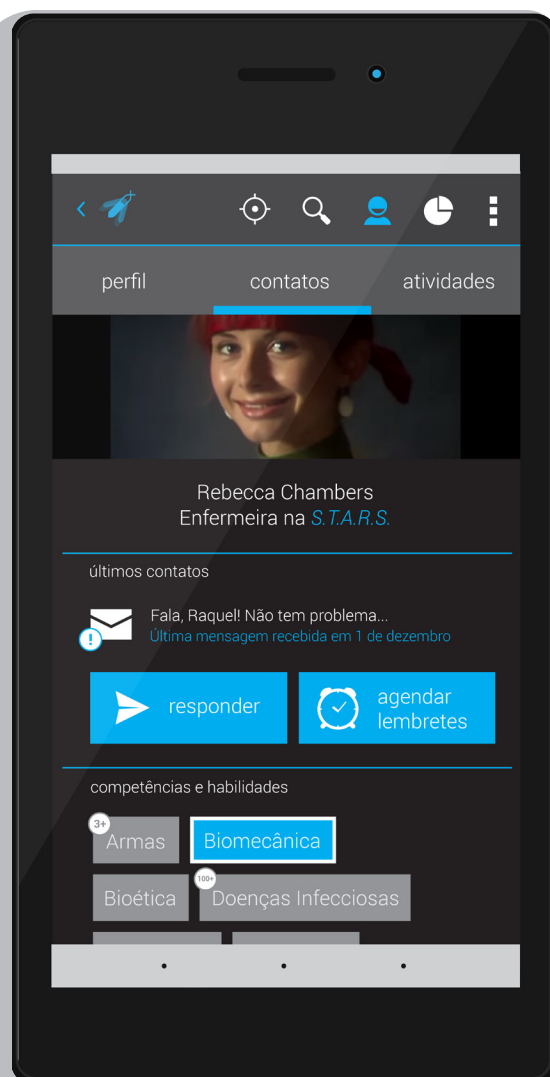 perfil contatos atividades
Rebecca Chambers
Enfermeira na S.T.A.R.S.
últimos contatos
Fala, Raquel! Não tem problema...
Última mensagem recebida em 1 de dezembro
!
responder
agendar
lembretes
competências e habilidades
3+
Armas
Biomecânica
Bioética
100+
Doenças Infecciosas